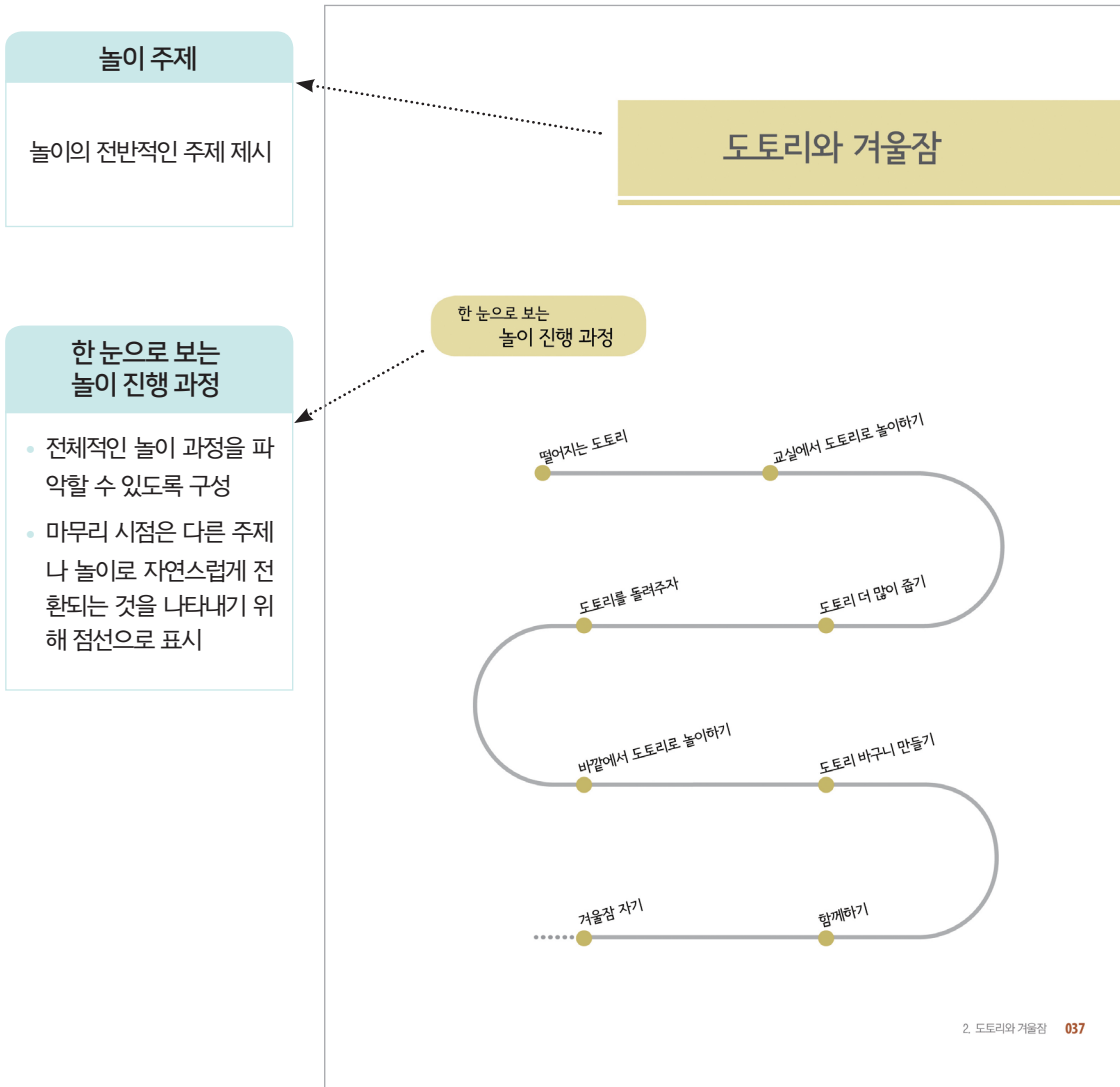 놀이 주제
놀이의 전반적인 주제 제시
한 눈으로 보는
놀이 진행 과정
• 전체적인 놀이 과정을 파
악할 수 있도록 구성
• 마무리 시점은 다른 주제
나 놀이로 자연스럽게 전
환되는 것을 나타내기 위
해 점선으로 표시
도토리와 겨울잠
한 눈으로 보는
놀이 진행 과정
떨어지는 도토리
교실에서 도토리로 놀이하기
도토리 더 많이 줍기
도토리를 돌려주자
바깥에서 도토리로 놀이하기
도토리 바구니 만들기
함께하기
겨울잠 자기
2. 도토리와 겨울잠 037